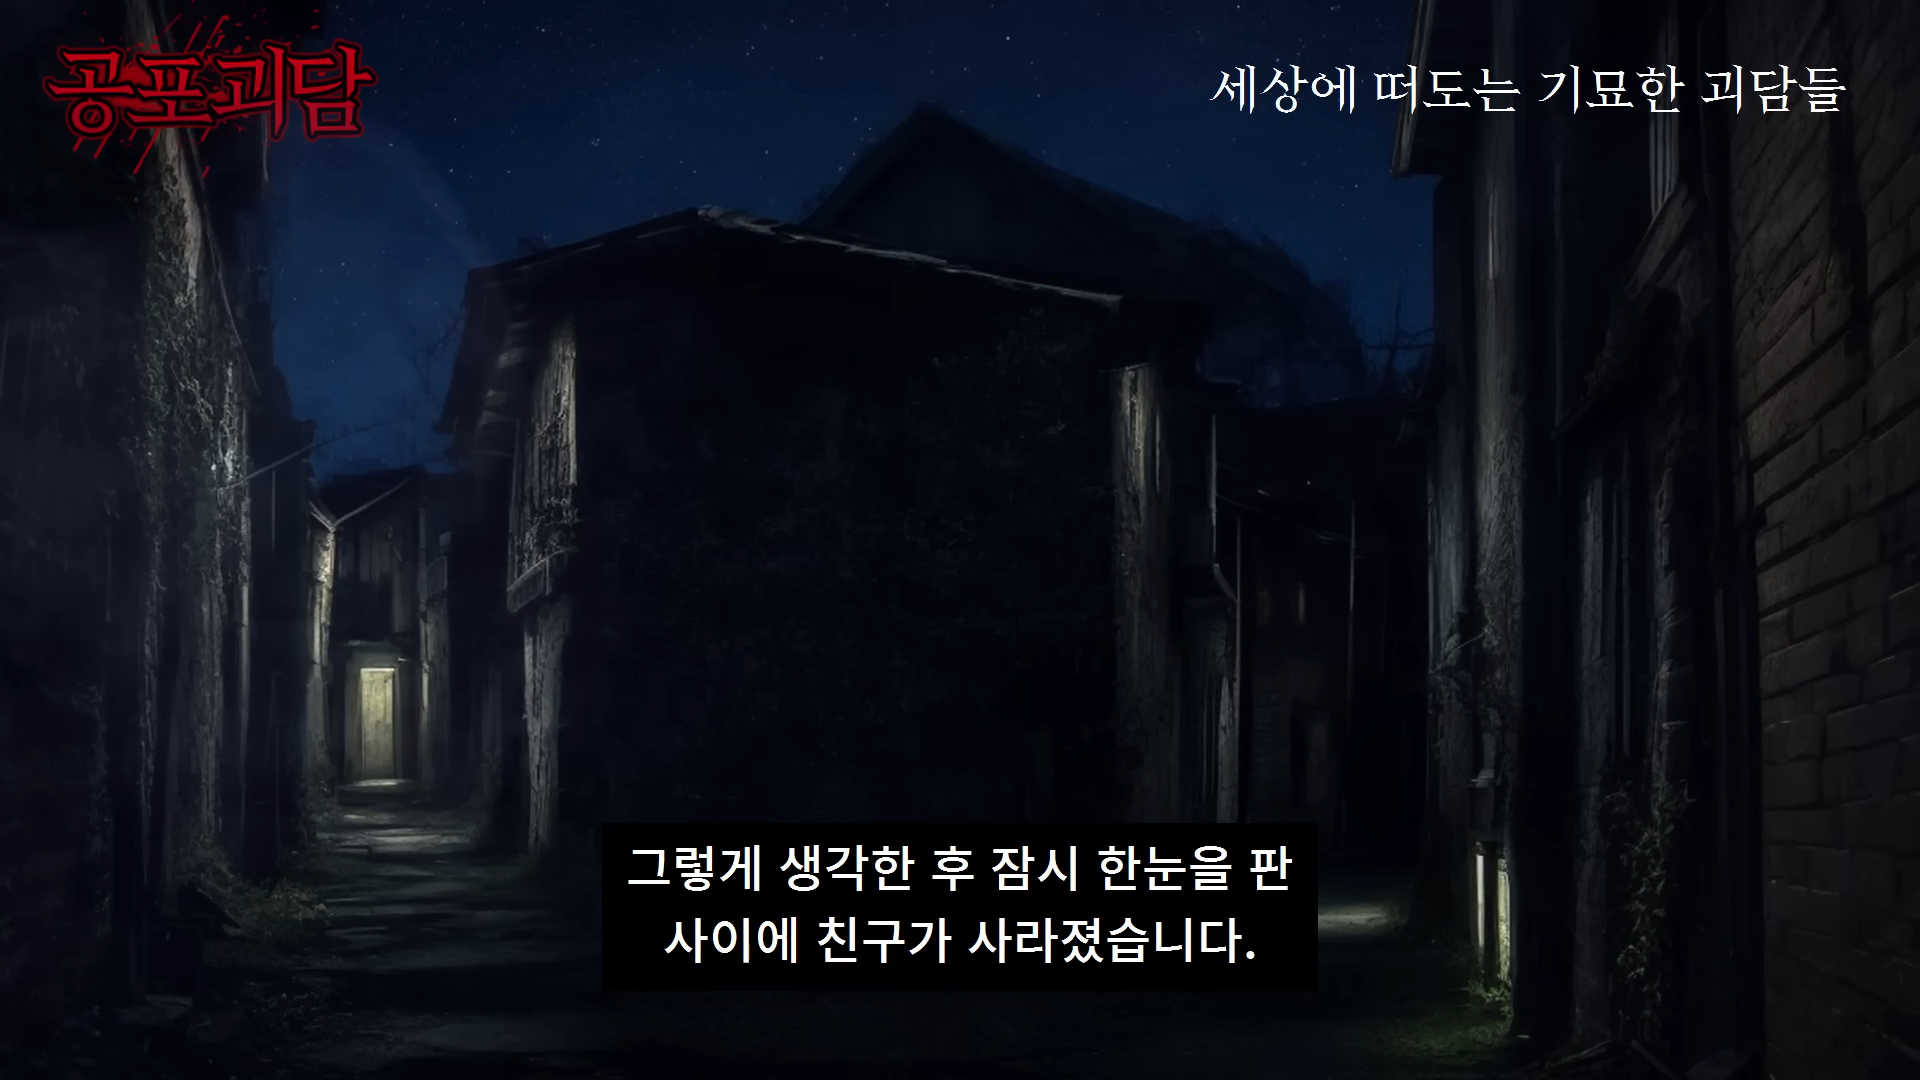 공포괴담
세상에 떠도는 기묘한 괴담들
그렇게 생각한 후 잠시 한눈을 판
사이에 친구가 사라졌습니다.